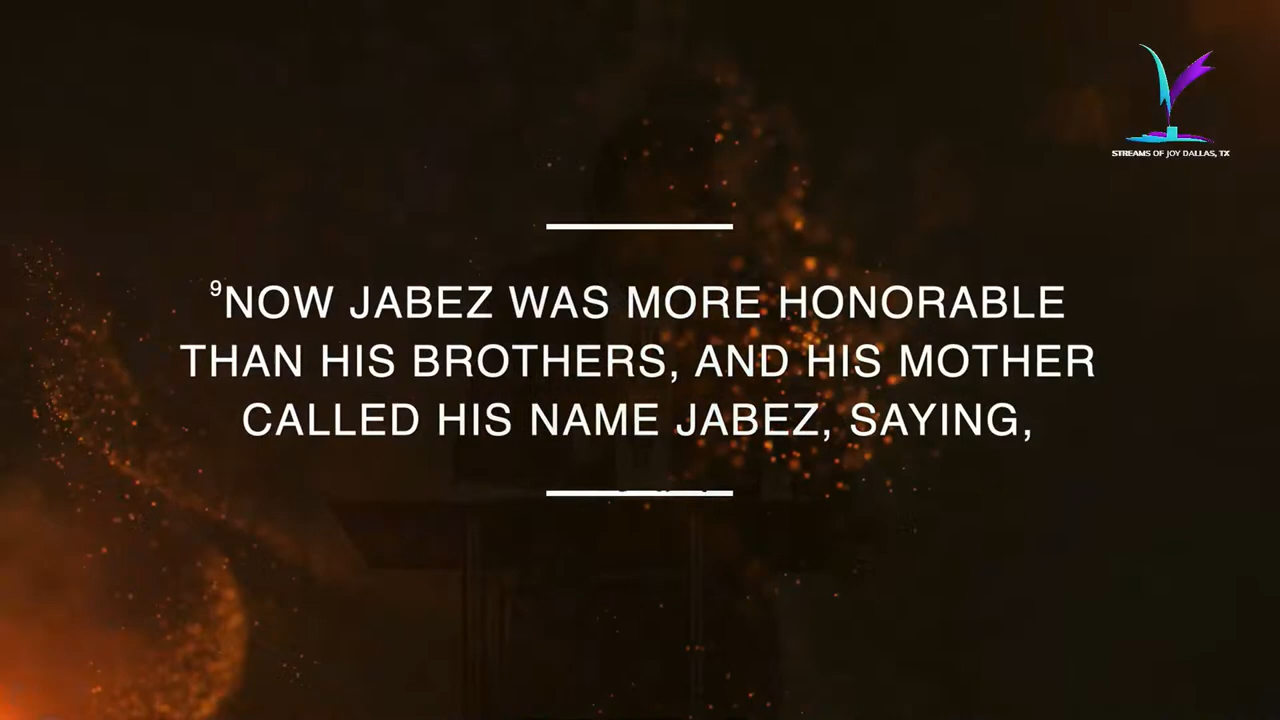 STREAMS OF JOY DALLAS, TX
⁹NOW JABEZ WAS MORE HONORABLE
THAN HIS BROTHERS, AND HIS MOTHER
CALLED HIS NAME JABEZ, SAYING,